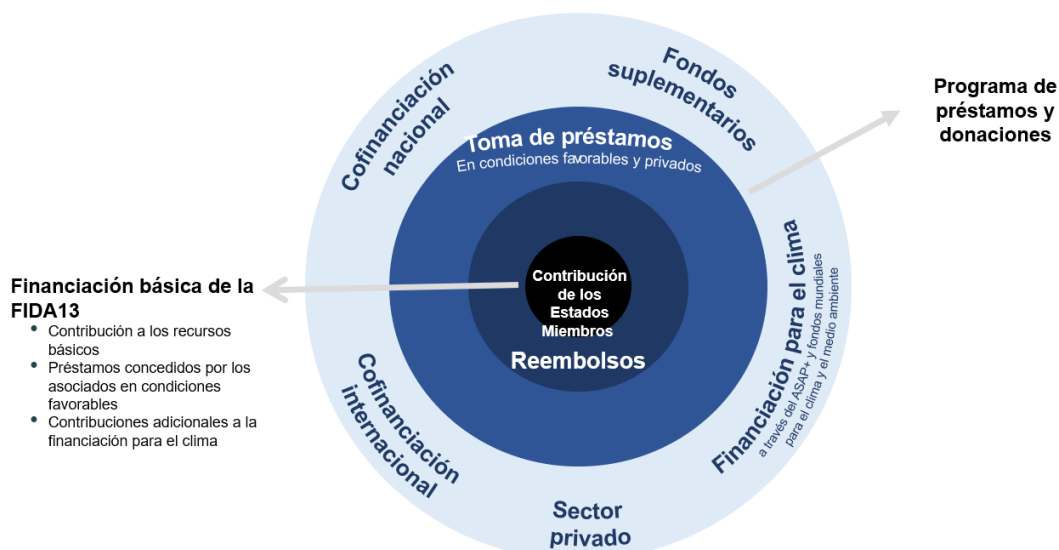 Cofinanciación
nacional
Fondos
suplementarios
Programa de
préstamos y
donaciones
Toma de préstamos
En condiciones favorables y privados
Contribución
de los
Estados
Miembros
Reembolsos
Financiación básica de la
FIDA13
• Contribución a los recursos
básicos
• Préstamos concedidos por los
asociados en condiciones
favorables
• Contribuciones adicionales a la
financiación para el clima
Financiación para el clima
a través del ASAP+ y fondos mundiales
para el clima y el medio ambiente
Cofinanciación
internacional
Sector
privado